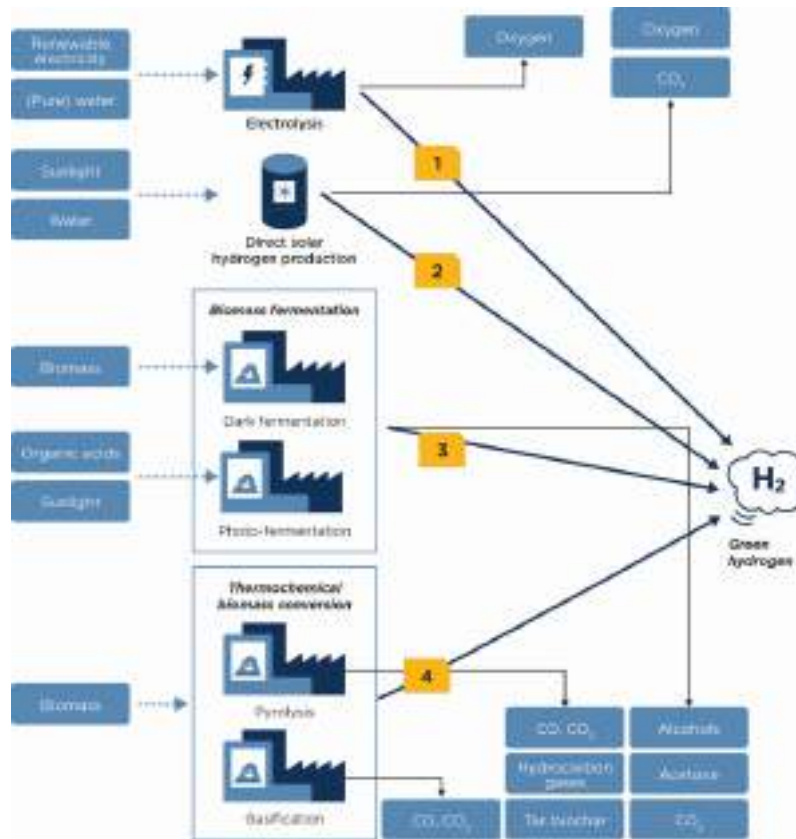 Renewable
electricity
(Pure) water
Electrolysis
Oxygen
Oxygen
CO₂
1
Sunlight
Water
Direct solar
hydrogen production
2
Biomass fermentation
Biomass
Dark fermentation
Organic acids
Sunlight
Photo-fermentation
3
H₂
Green
hydrogen
Thermochemical
biomass conversion
Biomass
Pyrolysis
4
Gasification
CO, CO₂
CO, CO₂
Hydrocarbon
gases
Tar biochar
Alcohols
Acetone
CO₂